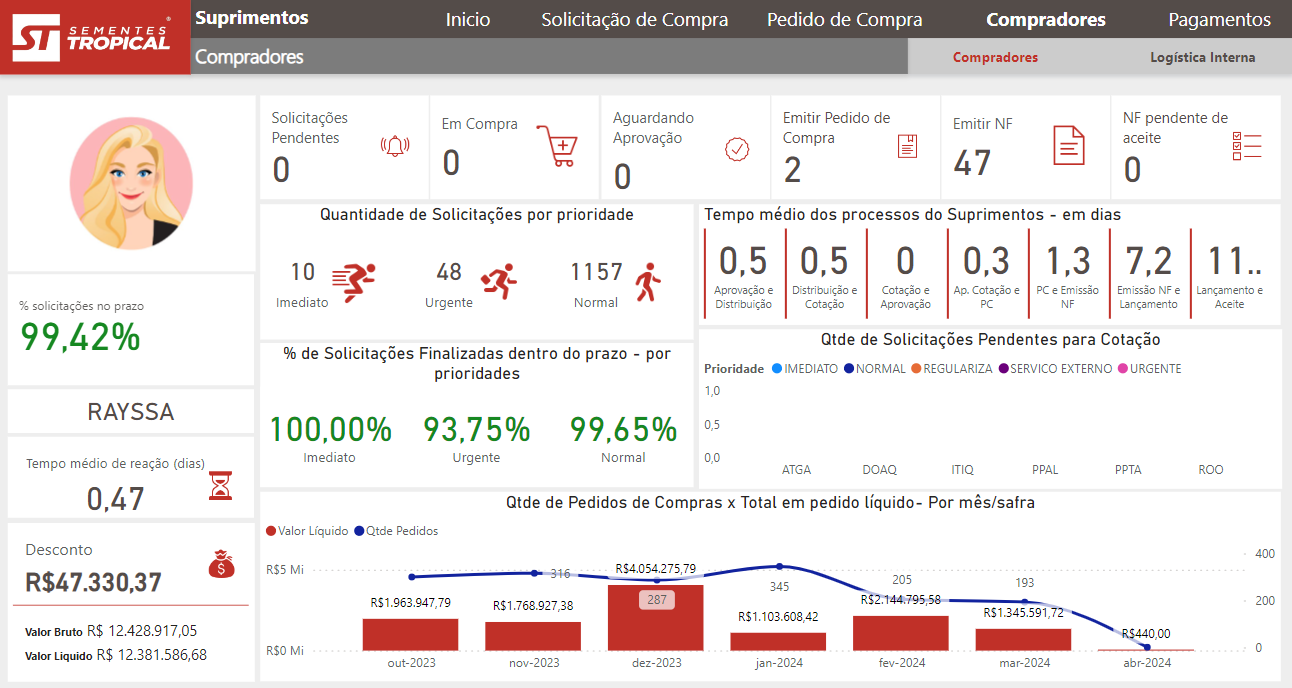 ST SEMENTES TROPICAL ®
Suprimentos
Inicio
Solicitação de Compra
Pedido de Compra
Compradores
Pagamentos
Compradores
Compradores
Logística Interna
% solicitações no prazo
99,42%
RAYSSA
Tempo médio de reação (dias)
0,47
Desconto
R$47.330,37
Valor Bruto R$ 12.428.917,05
Valor Liquido R$ 12.381.586,68
Solicitações
Pendentes
0
Em Compra
0
Aguardando
Aprovação
0
Emitir Pedido de
Compra
2
Emitir NF
47
NF pendente de
aceite
0
Quantidade de Solicitações por prioridade
10
Imediato
48
Urgente
1157
Normal
% de Solicitações Finalizadas dentro do prazo - por
prioridades
100,00%
Imediato
93,75%
Urgente
99,65%
Normal
Tempo médio dos processos do Suprimentos - em dias
0,5
Aprovação e
Distribuição
0,5
Distribuição e
Cotação
0
Cotação e
Aprovação
0,3
Ap. Cotação e
PC
1,3
PC e Emissão
NF
7,2
Emissão NF e
Lançamento
11..
Lançamento e
Aceite
Qtde de Solicitações Pendentes para Cotação
Prioridade IMEDIATO NORMAL REGULARIZA SERVICO EXTERNO URGENTE
1,0
0,5
0,0
ATGA DOAQ ITIQ PPAL PPTA ROO
Qtde de Pedidos de Compras x Total em pedido líquido- Por mês/safra
Valor Líquido Qtde Pedidos
R$5 Mi
R$0 Mi
400
200
0
R$1.963.947,79
316
R$1.768.927,38
R$4.054.275,79
287
345
R$1.103.608,42
205
R$2.144.795,58
193
R$1.345.591,72
R$440,00
out-2023 nov-2023 dez-2023 jan-2024 fev-2024 mar-2024 abr-2024